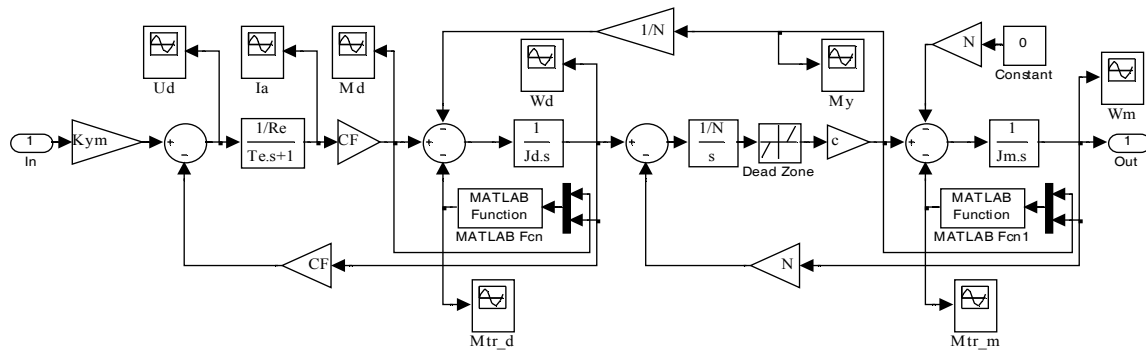 1
In
Kym
Ud
Ia
Md
1/Re
Te.s+1
CF
CF
1/N
Wd
1
Jd.s
MATLAB
Function
MATLAB Fcn
Mtr_d
1/N
s
Dead Zone
c
My
N
N
0
Constant
1
Jm.s
MATLAB
Function
MATLAB Fcn1
Mtr_m
Wm
1
Out